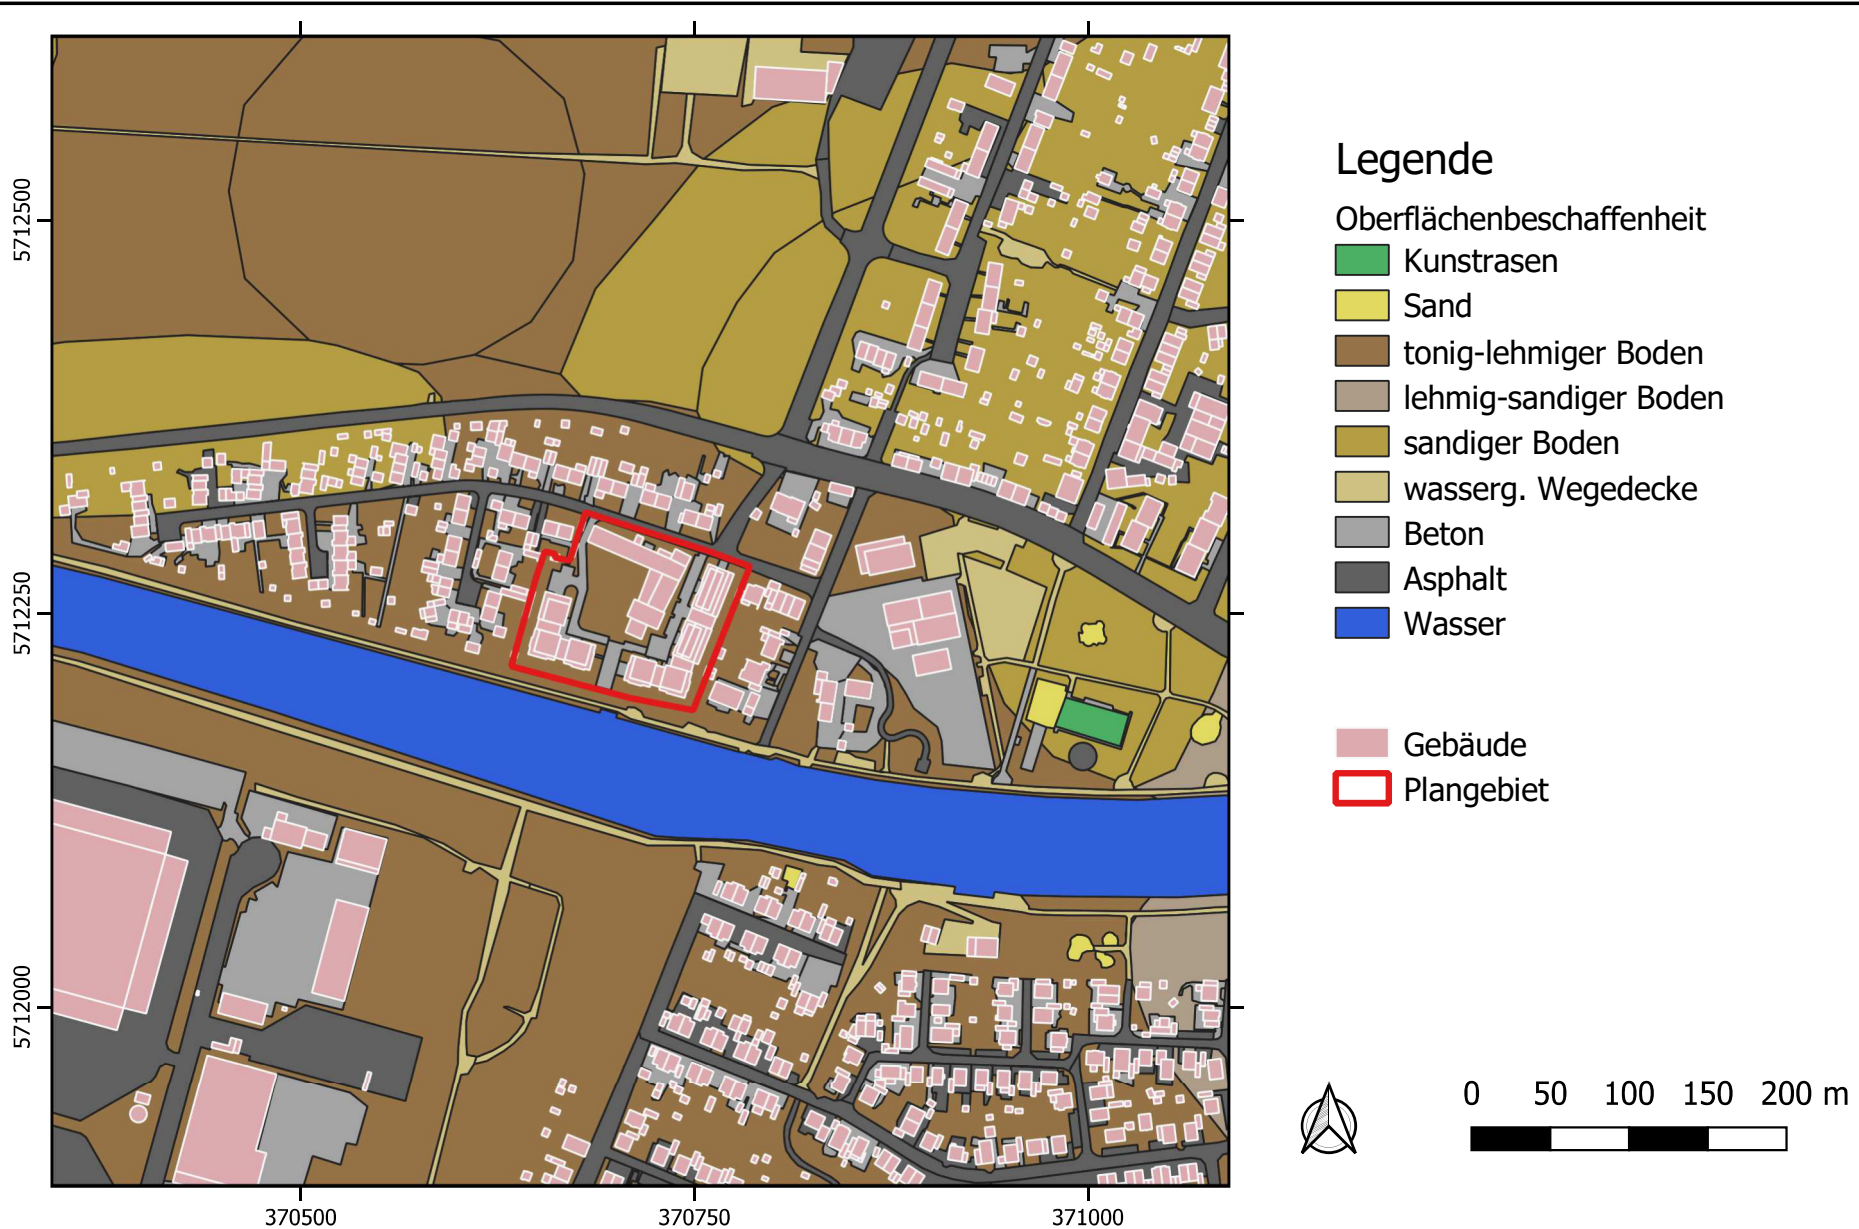 5712500
5712250
5712000
370500
370750
371000
Legende
Oberflächenbeschaffenheit
Kunstrasen
Sand
tonig-lehmiger Boden
lehmig-sandiger Boden
sandiger Boden
wasserg. Wegedecke
Beton
Asphalt
Wasser
Gebäude
Plangebiet
0 50 100 150 200 m